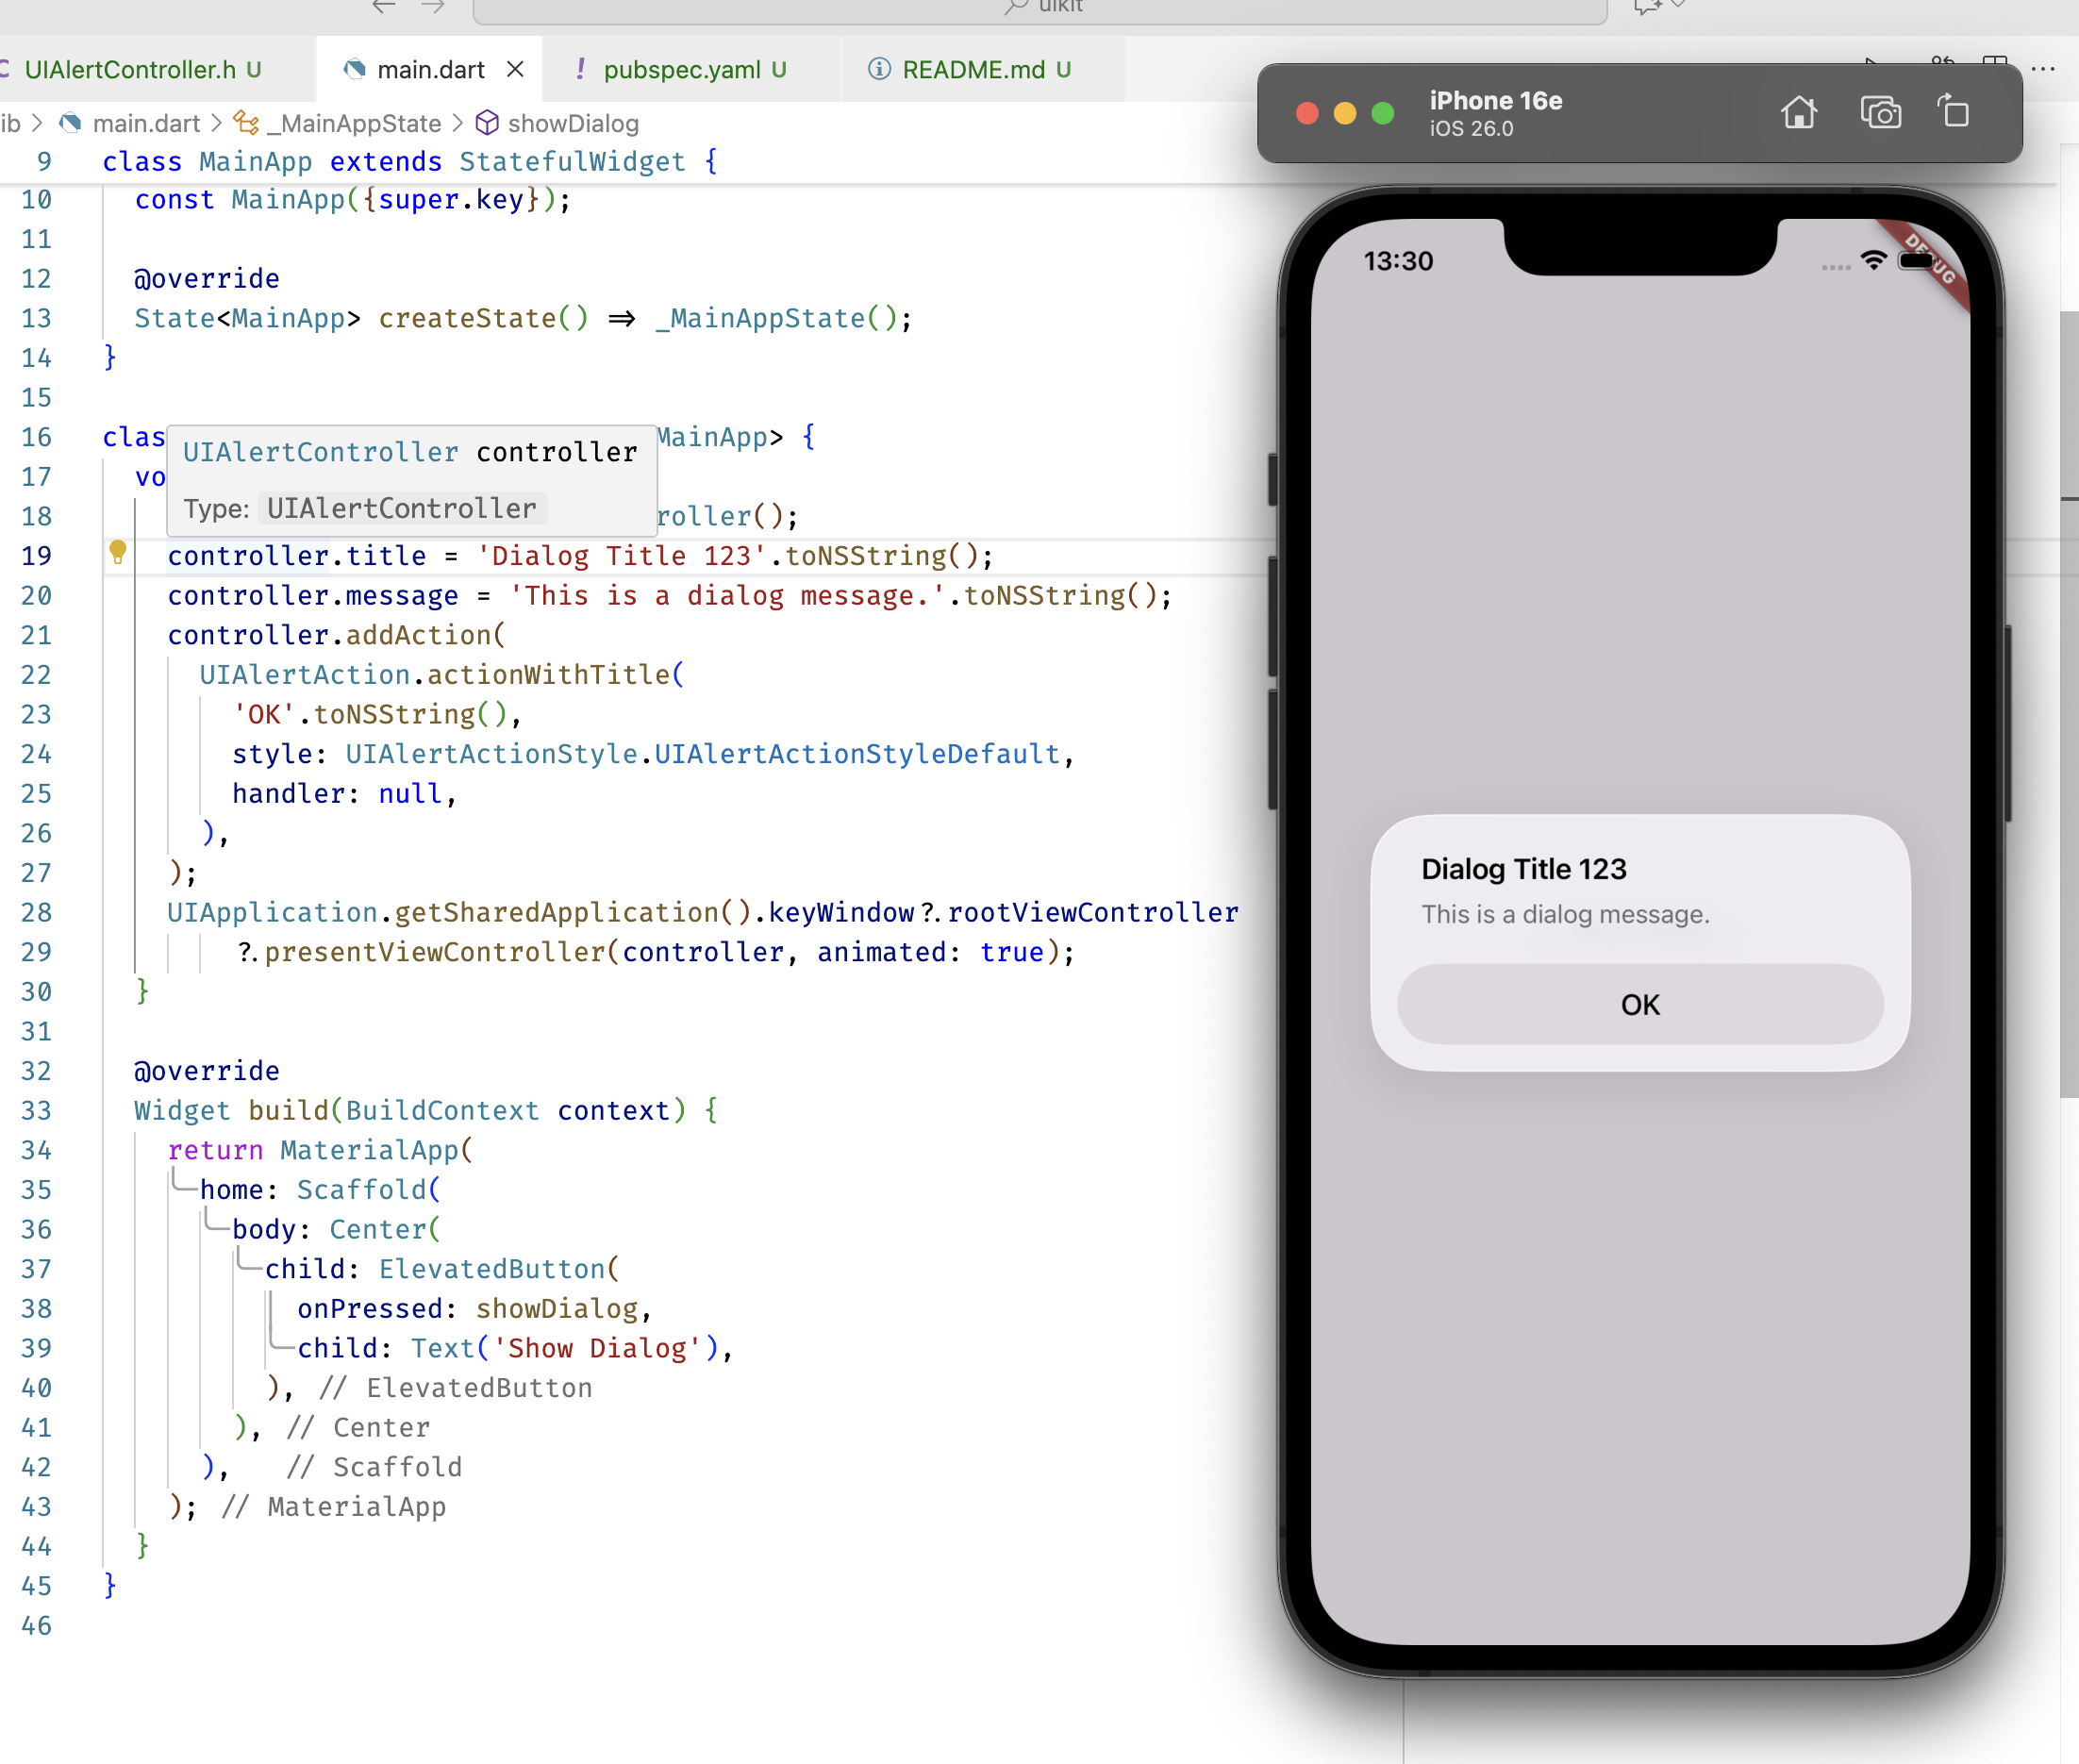 uikit
UIAlertController.h U
main.dart
! pubspec.yaml U
README.md U
ib > main.dart > _MainAppState > showDialog
9 class MainApp extends StatefulWidget {
10 const MainApp({super.key});
11
12 @override
13 State<MainApp> createState() => _MainAppState();
14 }
15
16 clas MainApp> {
17 vo
UIAlertController controller
Type: UIAlertController
18 roller();
19 controller.title = 'Dialog Title 123'.toNSString();
20 controller.message = 'This is a dialog message.'.toNSString();
21 controller.addAction(
22 UIAlertAction.actionWithTitle(
23 'OK'.toNSString(),
24 style: UIAlertActionStyle.UIAlertActionStyleDefault,
25 handler: null,
26 ),
27 );
28 UIApplication.getSharedApplication().keyWindow?.rootViewController
29 ?.presentViewController(controller, animated: true);
30 }
31
32 @override
33 Widget build(BuildContext context) {
34 return MaterialApp(
35 home: Scaffold(
36 body: Center(
37 child: ElevatedButton(
38 onPressed: showDialog,
39 child: Text('Show Dialog'),
40 ), // ElevatedButton
41 ), // Center
42 ), // Scaffold
43 ); // MaterialApp
44 }
45 }
46
iPhone 16e
iOS 26.0
13:30
DEBUG
Dialog Title 123
This is a dialog message.
OK